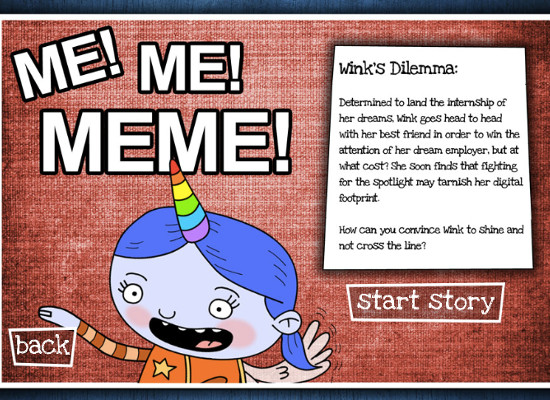 ME! ME!
MEME!
Wink's Dilemma:
Determined to land the internship of
her dreams, Wink goes head to head
with her best friend in order to win the
attention of her dream employer, but at
what cost? She soon finds that fighting
for the spotlight may tarnish her digital
footprint.
How can you convince Wink to shine and
not cross the line?
start story
back